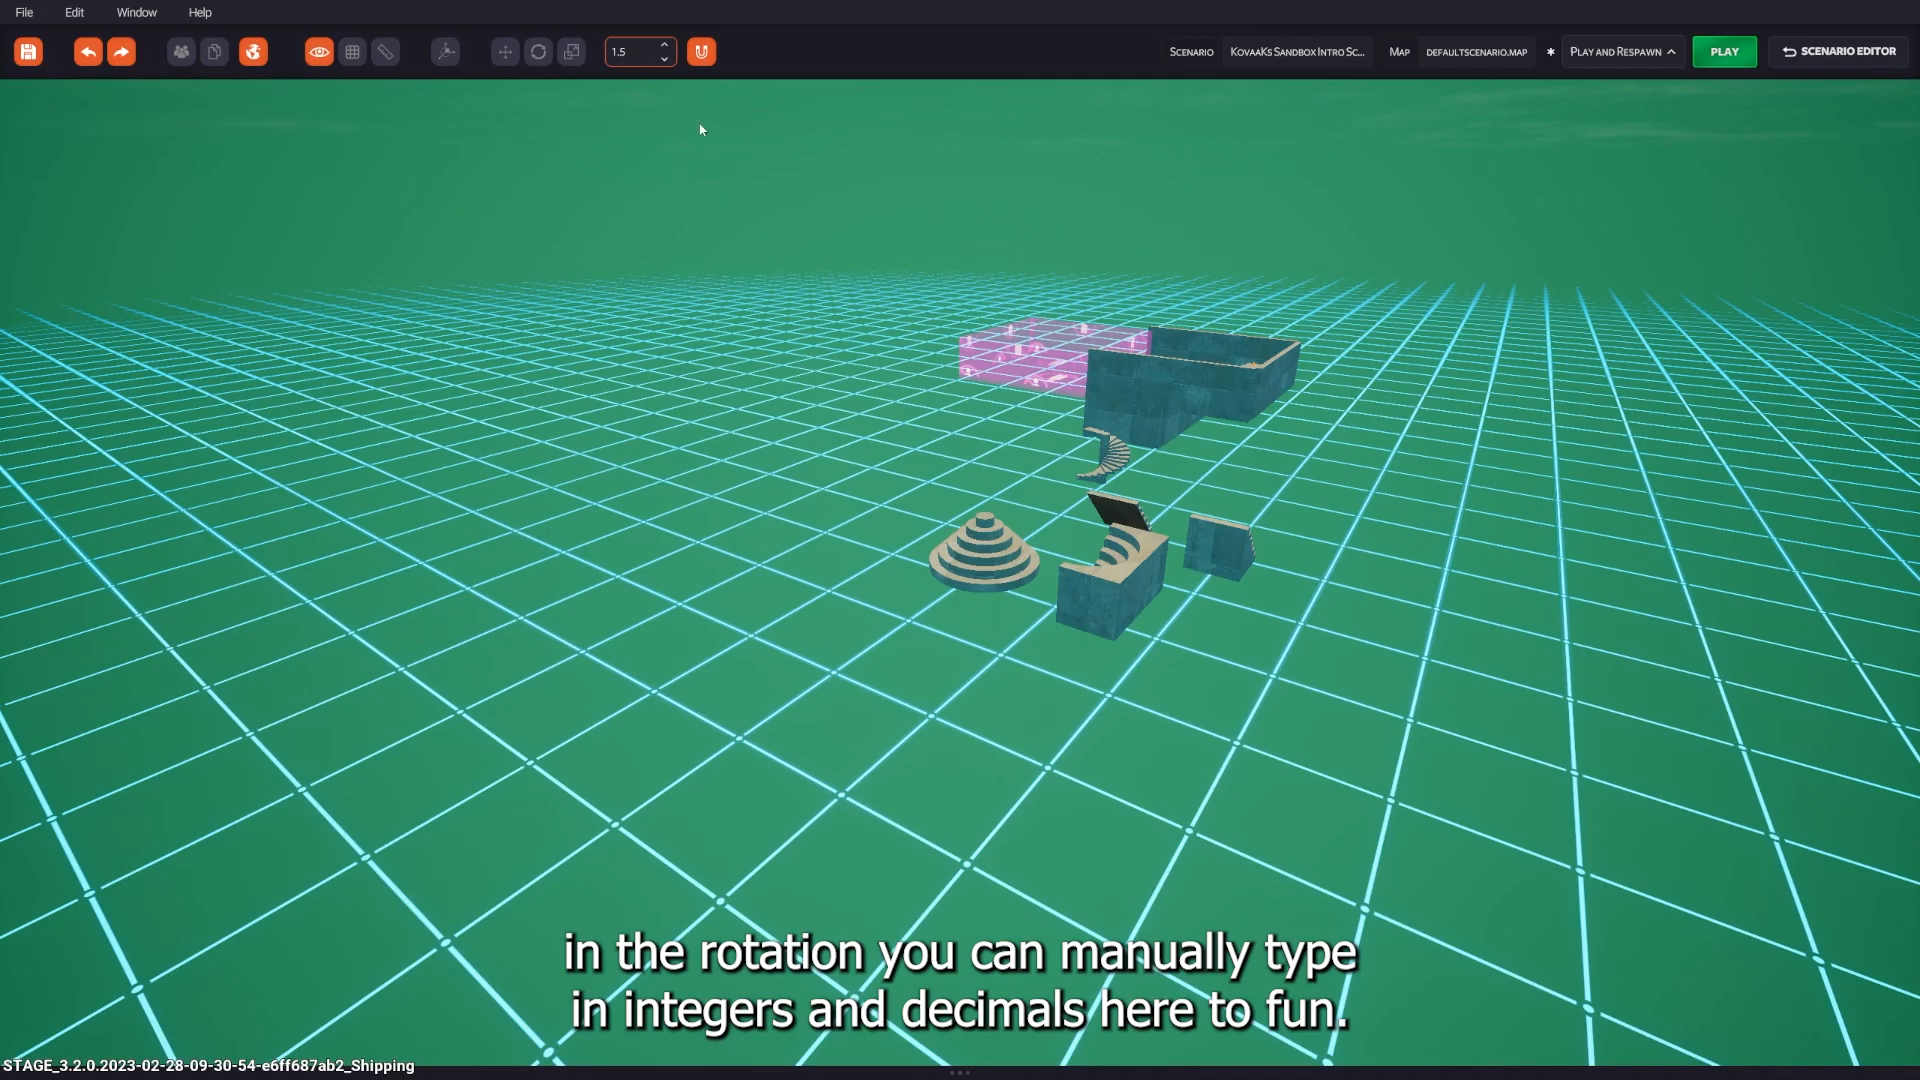 File Edit Window Help
1.5 SCENARIO KOVAAKS SANDBOX INTRO SC... MAP DEFAULTSCENARIO.MAP * PLAY AND RESPAWN PLAY SCENARIO EDITOR
in the rotation you can manually type
in integers and decimals here to fun.
STAGE_3.2.0.2023-02-28-09-30-54-e6ff687ab2_Shipping